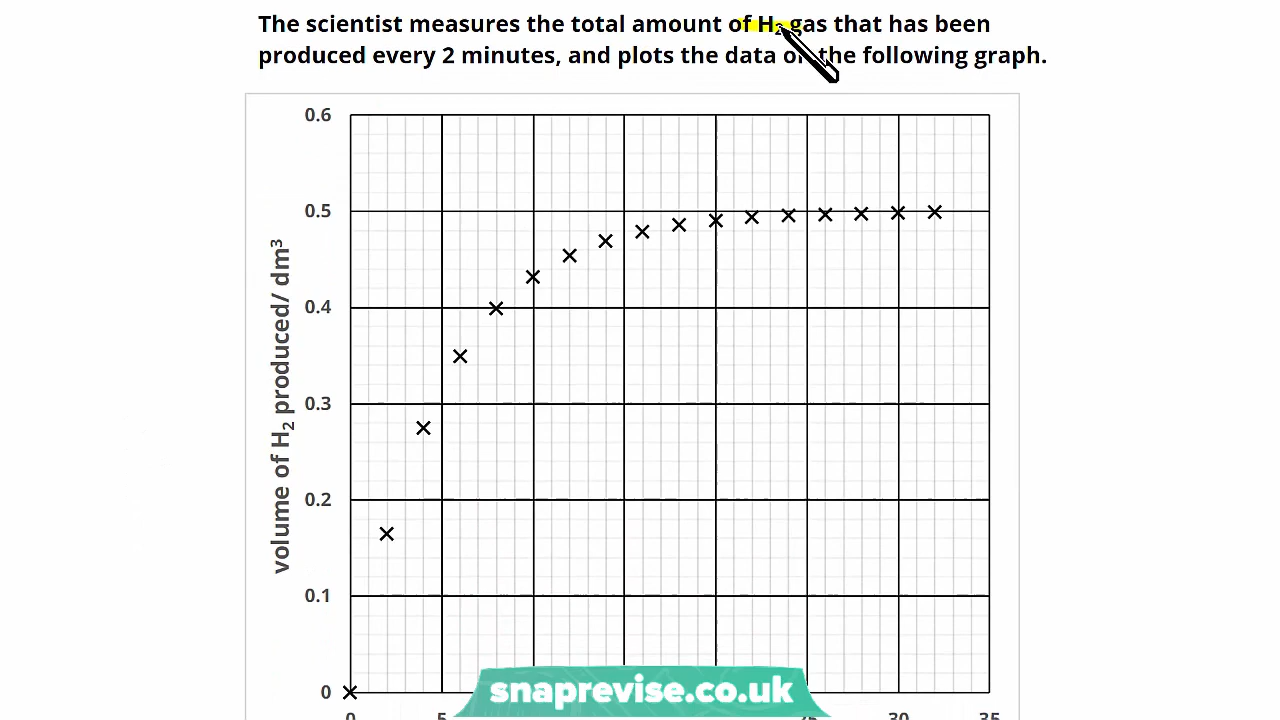 The scientist measures the total amount of H₂ gas that has been
produced every 2 minutes, and plots the data on the following graph.
0.6
0.5
0.4
0.3
0.2
0.1
0
volume of H₂ produced/ dm³
0 5 25 30 35
snaprevise.co.uk